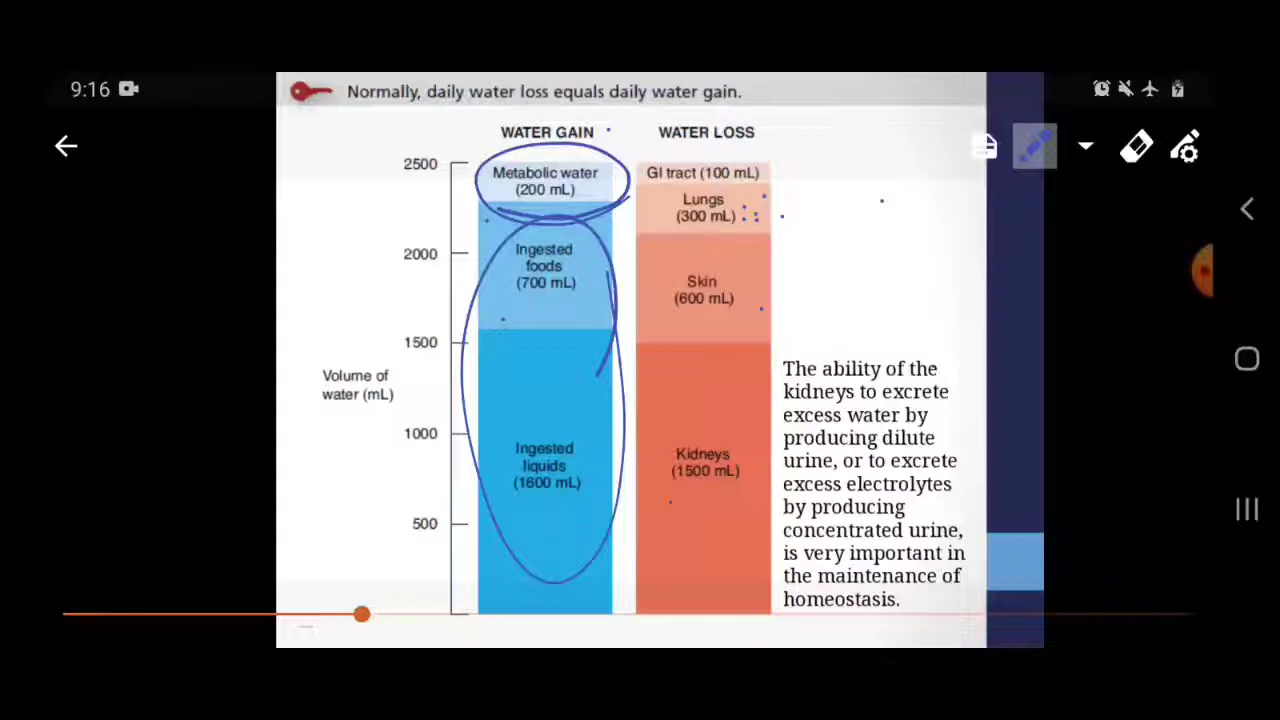 9:16
Normally, daily water loss equals daily water gain.
WATER GAIN
WATER LOSS
2500
2000
1500
1000
500
Volume of
water (mL)
Metabolic water
(200 mL)
Ingested
foods
(700 mL)
Ingested
liquids
(1600 mL)
GI tract (100 mL)
Lungs
(300 mL)
Skin
(600 mL)
Kidneys
(1500 mL)
The ability of the
kidneys to excrete
excess water by
producing dilute
urine, or to excrete
excess electrolytes
by producing
concentrated urine,
is very important in
the maintenance of
homeostasis.